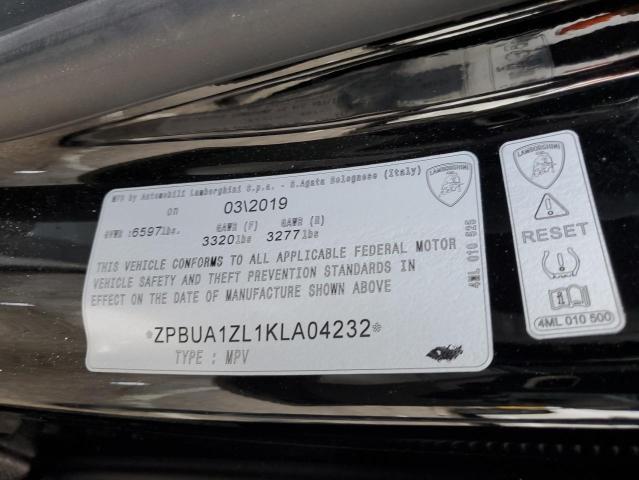 MFD by Automobili Lamborghini S.p.a. - S.Agata Bolognese (Italy)
on 03\2019
GVWR :6597lbs. GAWR (F) GAWR (R)
3320lbs 3277lbs
THIS VEHICLE CONFORMS TO ALL APPLICABLE FEDERAL MOTOR
VEHICLE SAFETY AND THEFT PREVENTION STANDARDS IN
EFFECT ON THE DATE OF MANUFACTURE SHOWN ABOVE
*ZPBUA1ZL1KLA04232*
TYPE : MPV
4ML 010 525
LAMBORGHINI
RESET
4ML 010 500